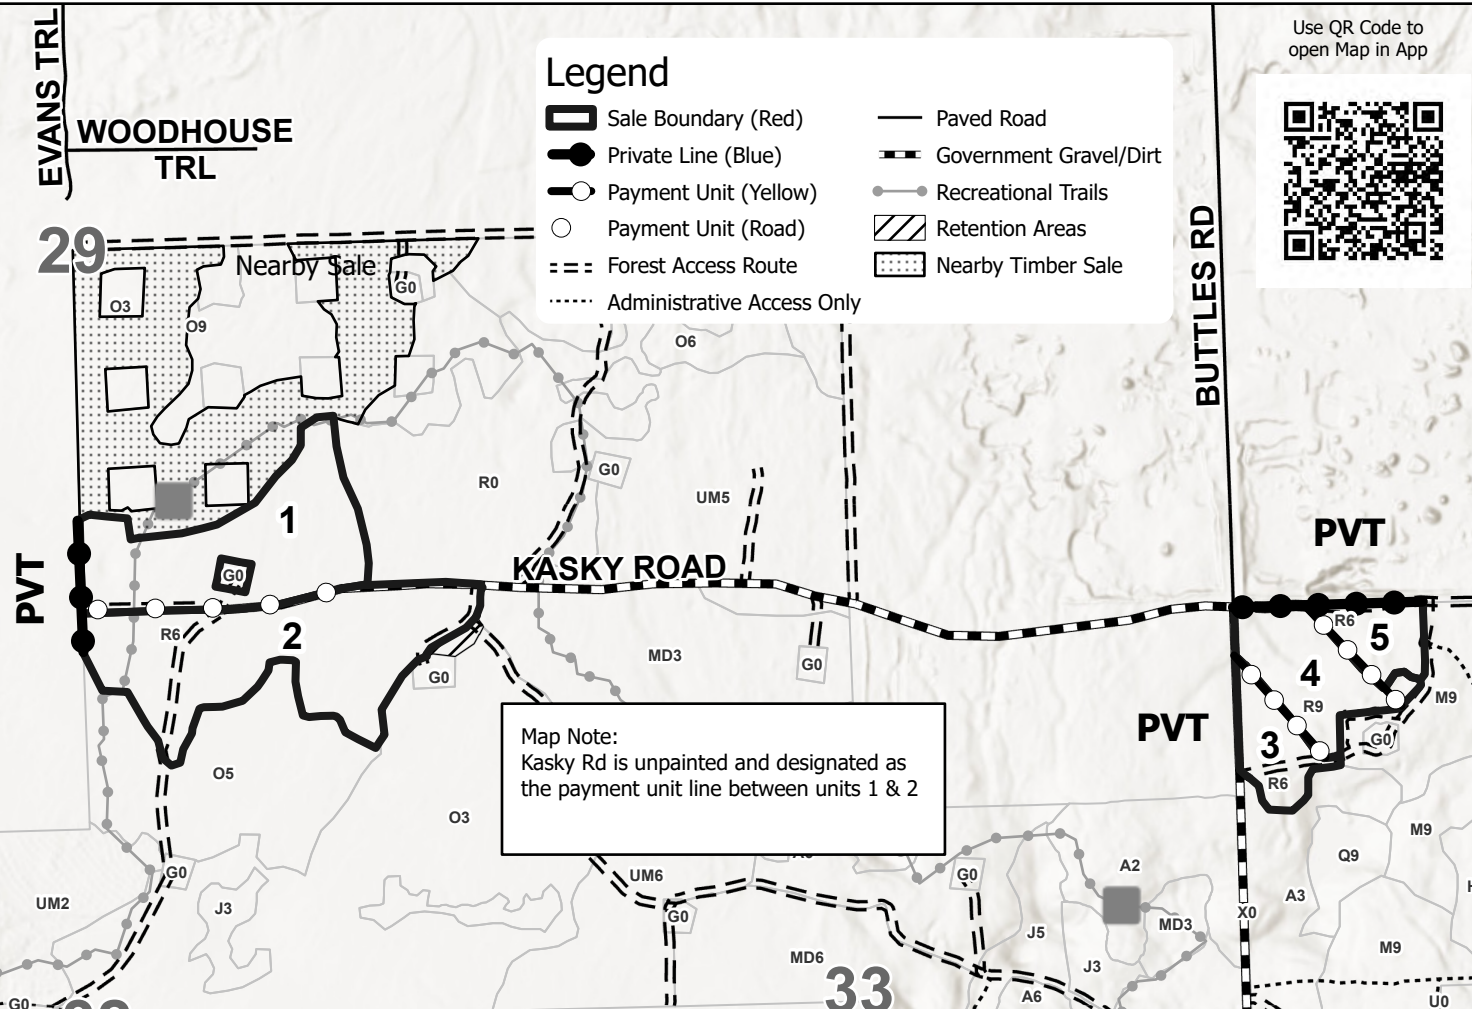 EVANS TRL
WOODHOUSE
TRL
Use QR Code to
open Map in App
Legend
Sale Boundary (Red)
Private Line (Blue)
Payment Unit (Yellow)
Payment Unit (Road)
Forest Access Route
Administrative Access Only
Paved Road
Government Gravel/Dirt
Recreational Trails
Retention Areas
Nearby Timber Sale
BUTTLES RD
29
Nearby Sale
G0
O3
O9
O6
R0
G0
UM5
1
PVT
PVT
G0
KASKY ROAD
R6
2
R6
5
MD3
G0
G0
4
M9
R9
PVT
3
G0
R6
O5
Map Note:
Kasky Rd is unpainted and designated as
the payment unit line between units 1 & 2
O3
M9
Q9
A2
G0
UM6
G0
J3
UM2
A3
X0
G0
MD3
J5
M9
MD6
33
J3
A6
U0
G0